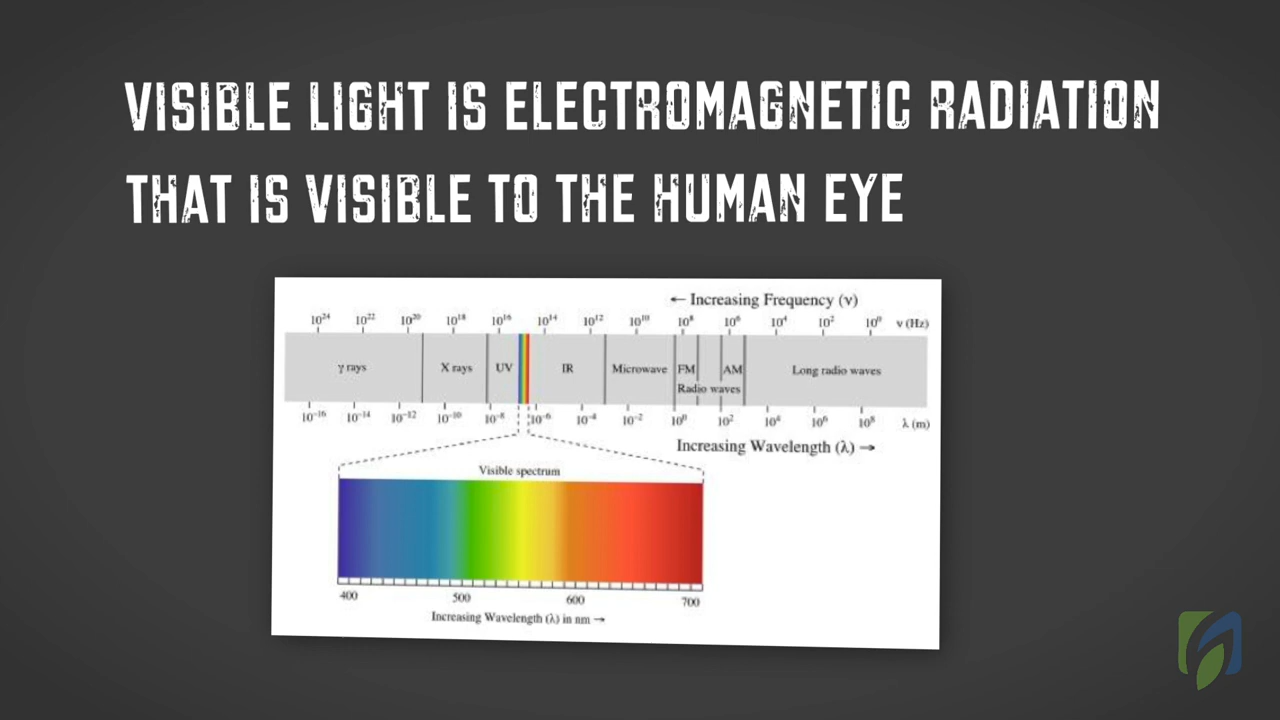 VISIBLE LIGHT IS ELECTROMAGNETIC RADIATION
THAT IS VISIBLE TO THE HUMAN EYE
← Increasing Frequency (ν)
10²⁴ 10²² 10²⁰ 10¹⁸ 10¹⁶ 10¹⁴ 10¹² 10¹⁰ 10⁸ 10⁶ 10⁴ 10² 10⁰ ν (Hz)
γ rays X rays UV IR Microwave FM AM Long radio waves
Radio waves
10⁻¹⁶ 10⁻¹⁴ 10⁻¹² 10⁻¹⁰ 10⁻⁸ 10⁻⁶ 10⁻⁴ 10⁻² 10⁰ 10² 10⁴ 10⁶ 10⁸ λ (m)
Increasing Wavelength (λ) →
Visible spectrum
400 500 600 700
Increasing Wavelength (λ) in nm →